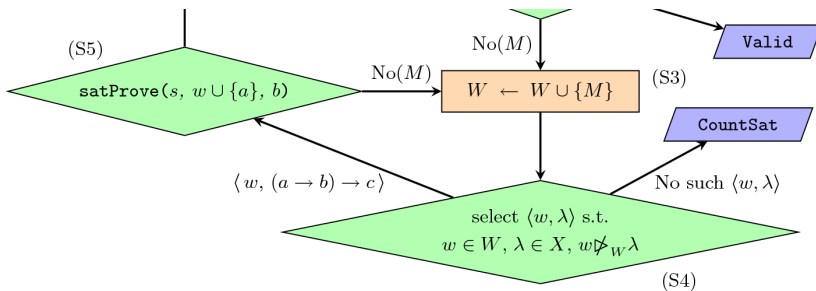 (S5)
No(M)
Valid
No(M)
(S3)
satProve(s, w ∪ {a}, b)
W ← W ∪ {M}
CountSat
⟨ w, (a → b) → c ⟩
No such ⟨w, λ⟩
select ⟨w, λ⟩ s.t.
w ∈ W, λ ∈ X, w⋫_W λ
(S4)